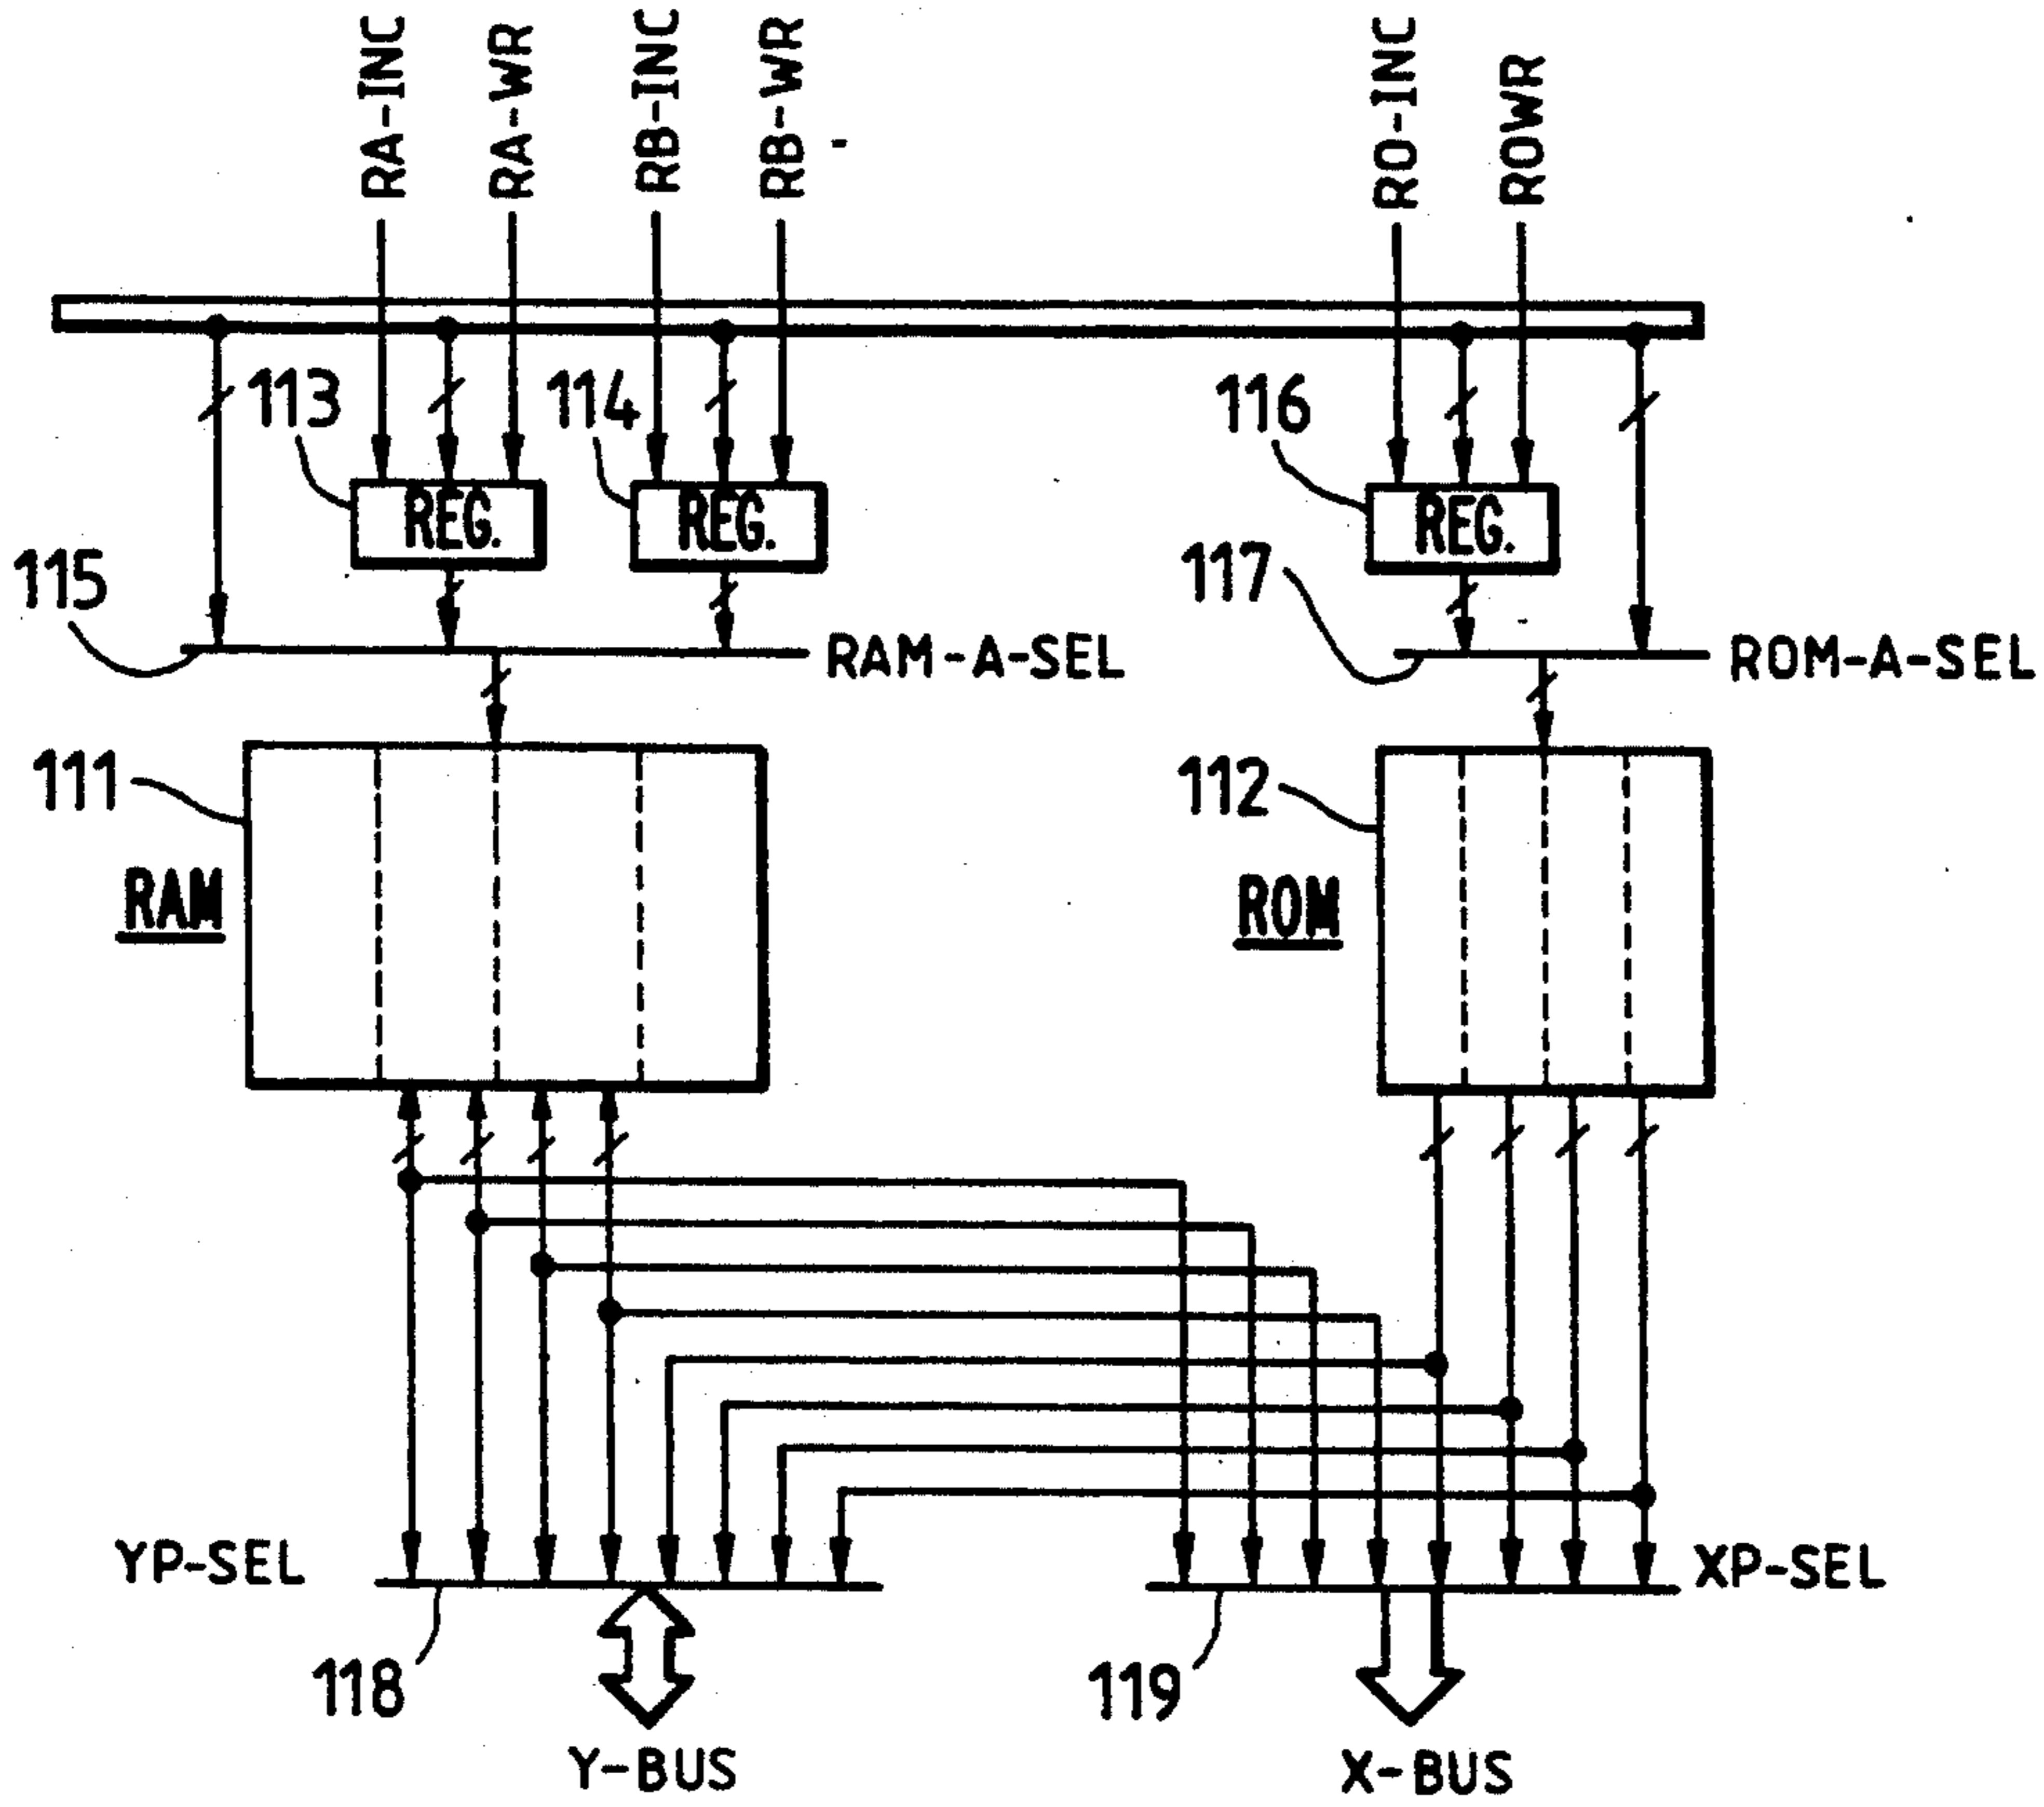 RA-INC
RA-WR
RB-INC
RB-WR
RO-INC
ROWR
113
114
116
REG.
REG.
REG.
115
117
RAM-A-SEL
ROM-A-SEL
111
112
RAM
ROM
YP-SEL
XP-SEL
118
119
Y-BUS
X-BUS